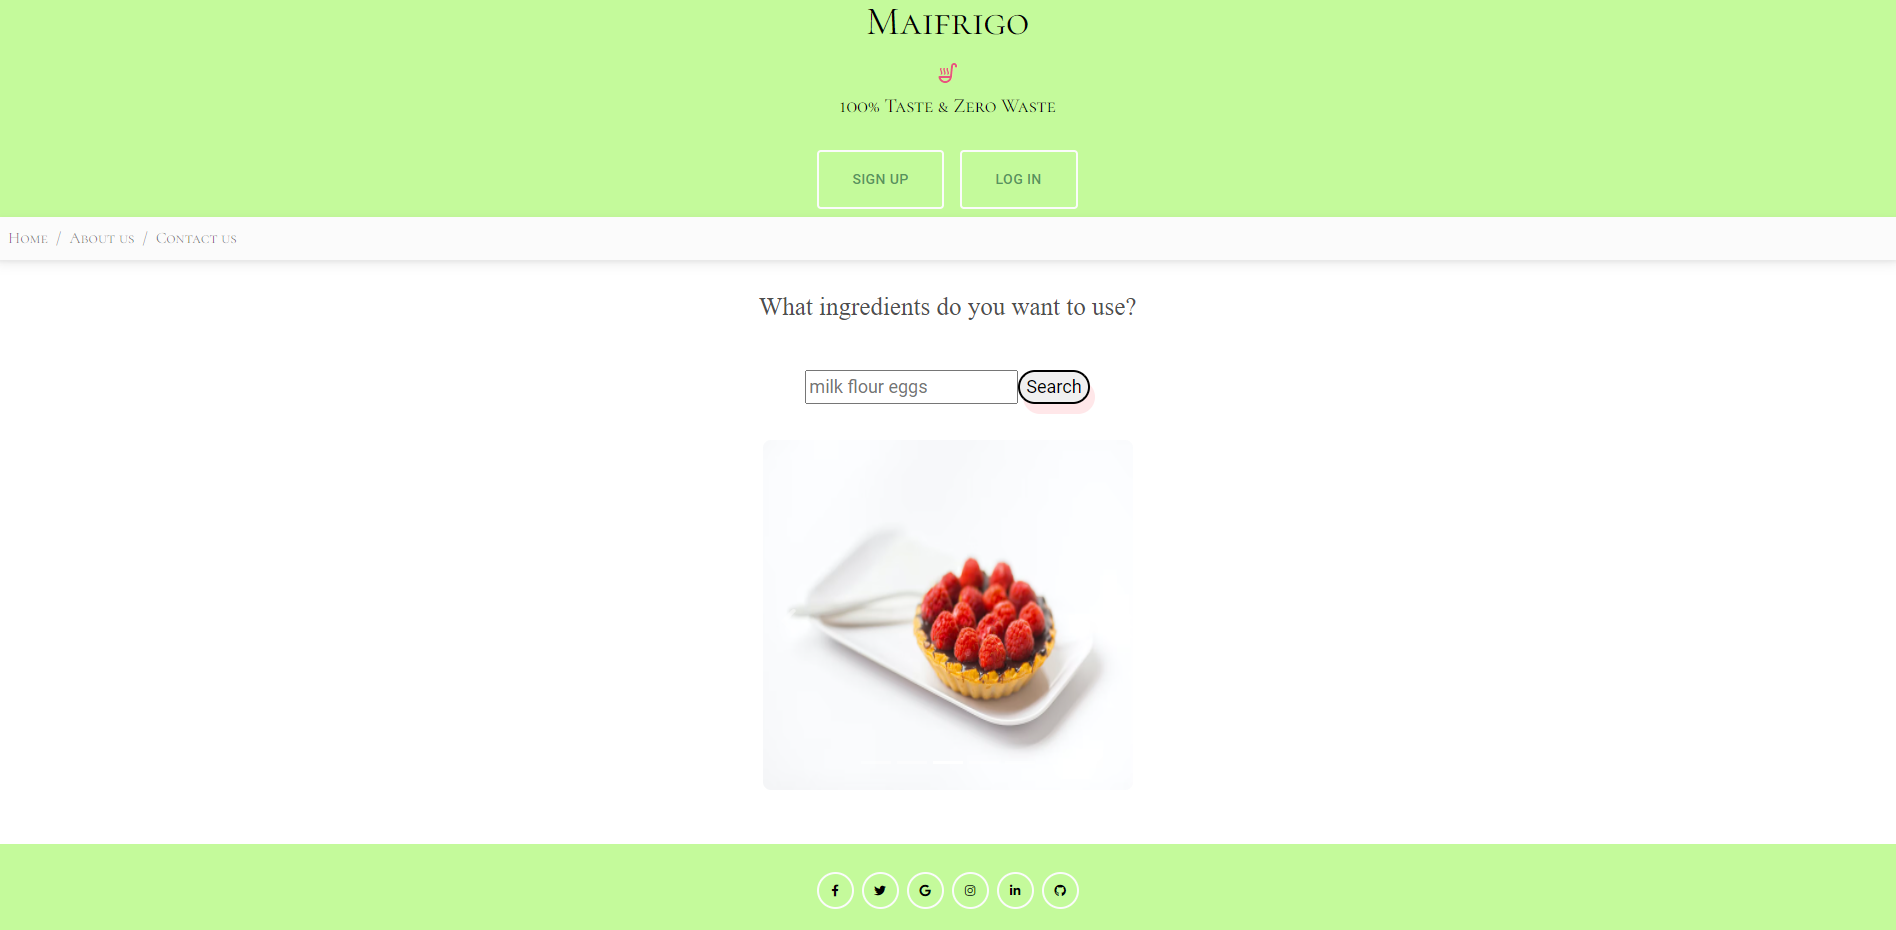 Maifrigo
100% Taste & Zero Waste
SIGN UP LOG IN
Home / About us / Contact us
What ingredients do you want to use?
milk flour eggs Search